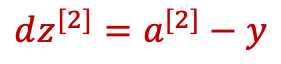 dz^{[2]} = a^{[2]} − y